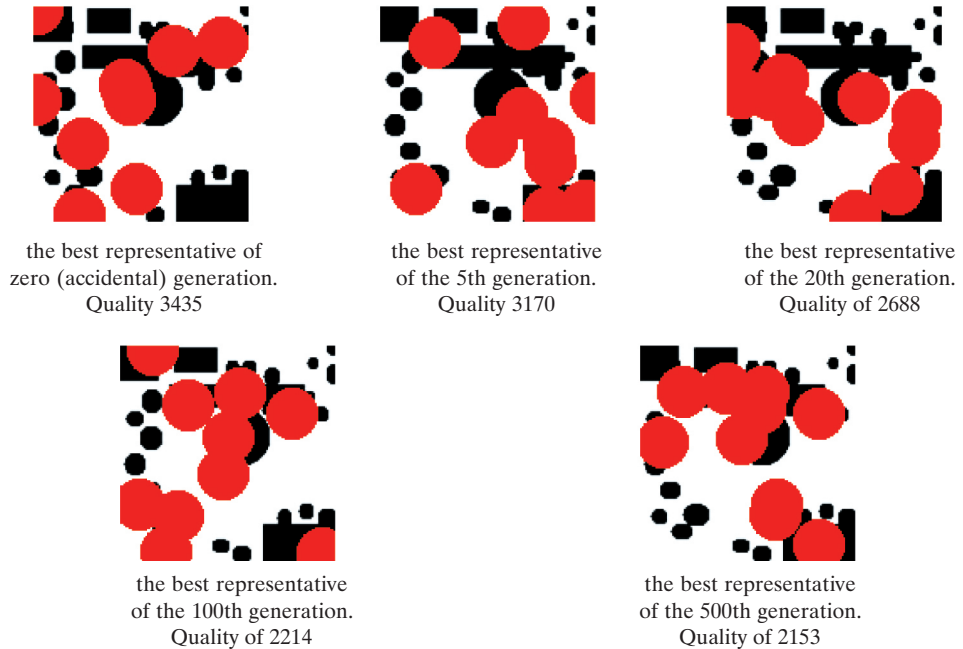 the best representative of
zero (accidental) generation.
Quality 3435
the best representative
of the 5th generation.
Quality 3170
the best representative
of the 20th generation.
Quality of 2688
the best representative
of the 100th generation.
Quality of 2214
the best representative
of the 500th generation.
Quality of 2153